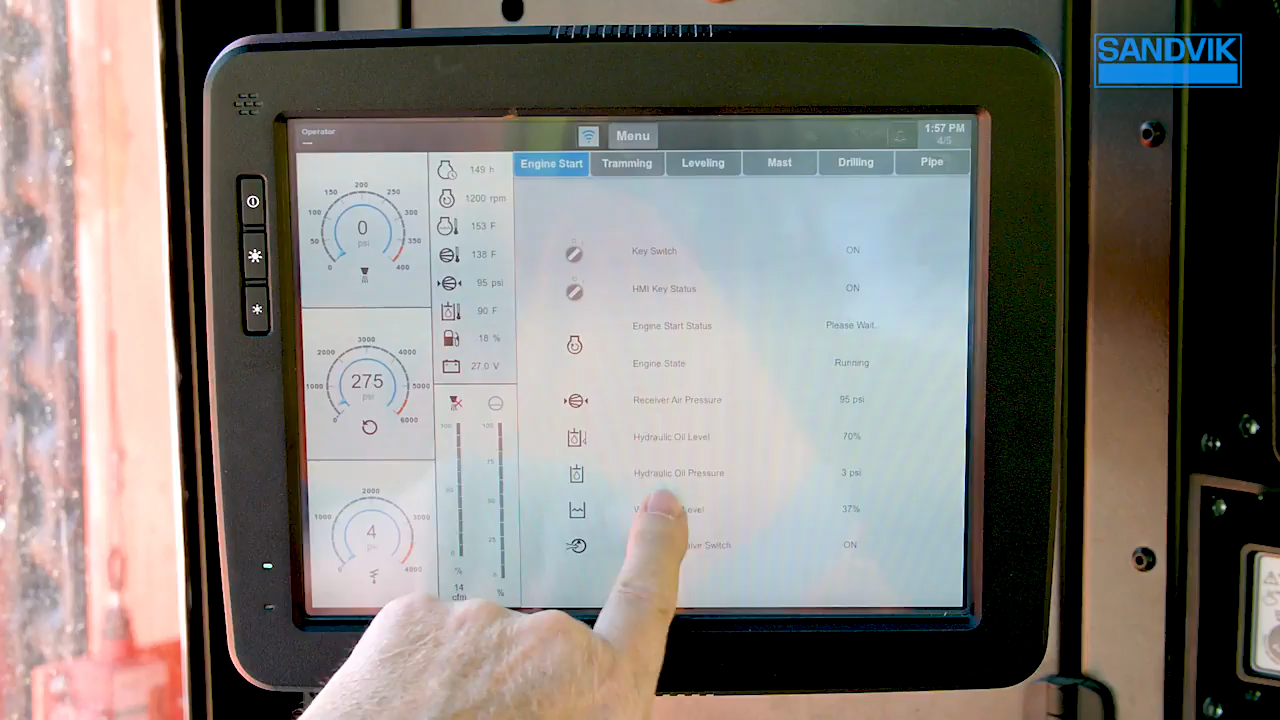 SANDVIK
Operator
Menu
1:57 PM
4/5
Engine Start
Tramming
Leveling
Mast
Drilling
Pipe
0
50
100
150
200
250
300
350
400
0
psi
0
1000
2000
3000
4000
5000
6000
275
0
1000
2000
3000
4000
4
psi
149 h
1200 rpm
153 F
138 F
95 psi
90 F
18 %
27.0 V
100
50
0
%
14
cfm
100
75
50
25
0
%
Key Switch ON
HMI Key Status ON
Engine Start Status Please Wait..
Engine State Running
Receiver Air Pressure 95 psi
Hydraulic Oil Level 70%
Hydraulic Oil Pressure 3 psi
37%
Switch ON